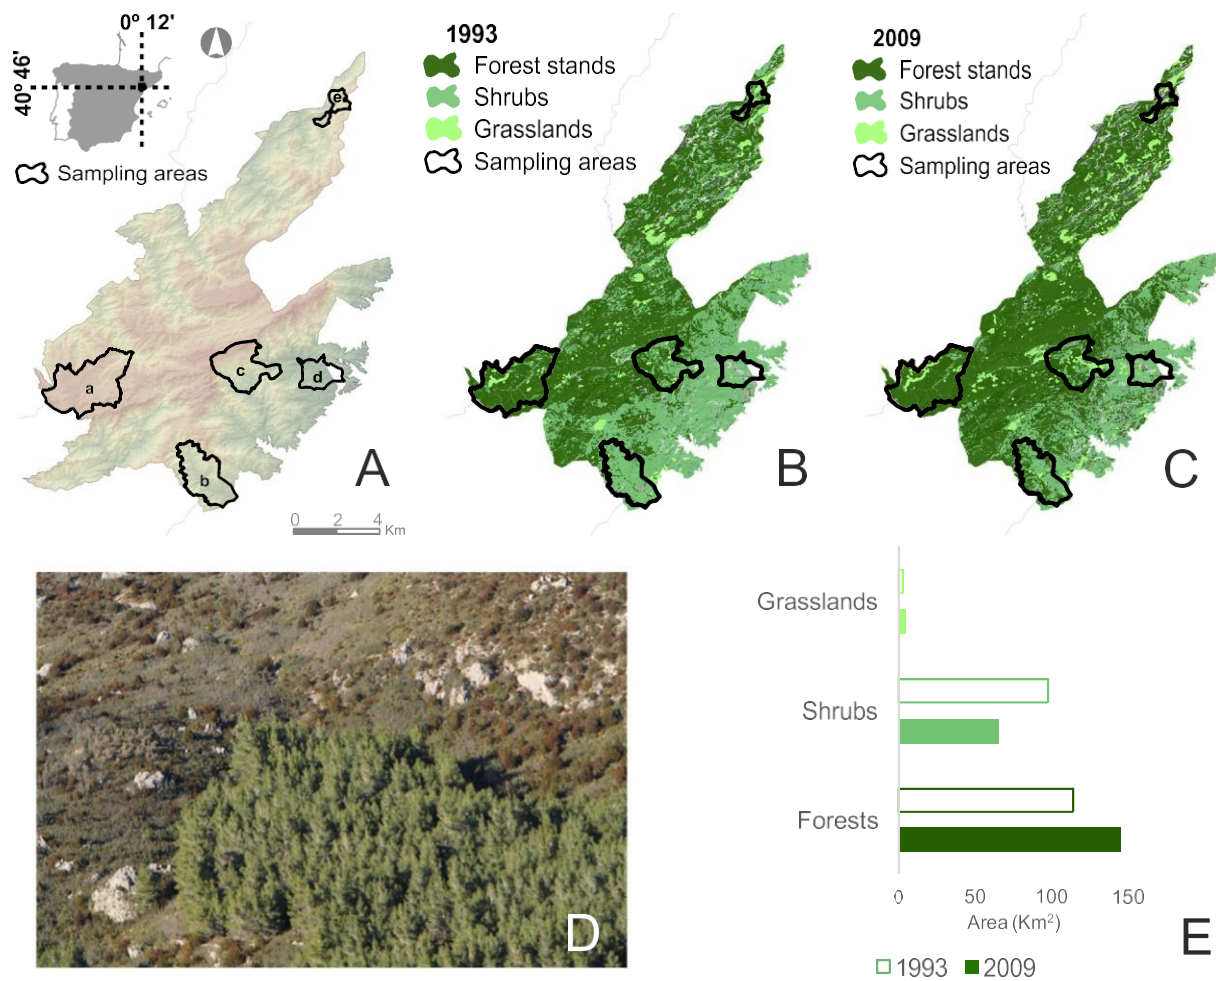 0º 12'
40º 46'
Sampling areas
e
a
c
d
b
0 2 4
Km
A
1993
Forest stands
Shrubs
Grasslands
Sampling areas
B
2009
Forest stands
Shrubs
Grasslands
Sampling areas
C
D
Grasslands
Shrubs
Forests
0 50 100 150
Area (Km²)
1993 2009
E